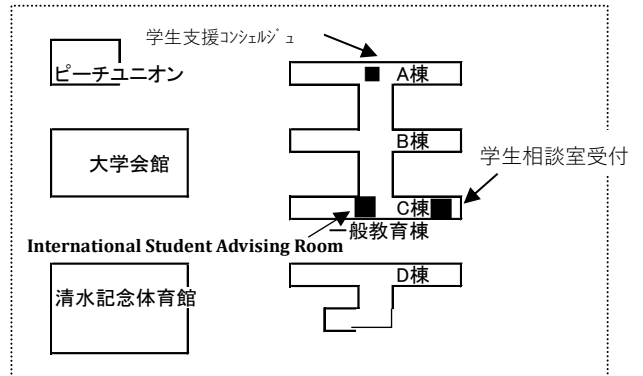 学生支援ｺﾝｼｪﾙｼﾞｭ
ピーチユニオン
A棟
B棟
大学会館
学生相談室受付
C棟
一般教育棟
International Student Advising Room
D棟
清水記念体育館